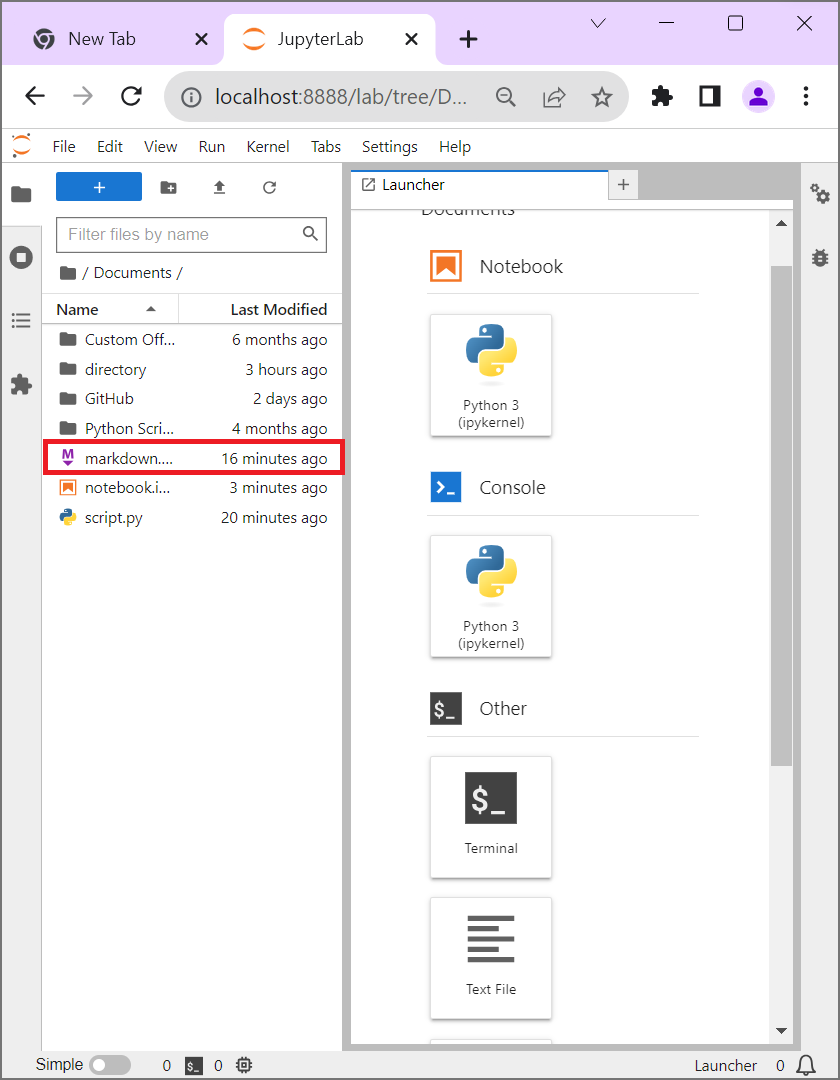 New Tab
JupyterLab
localhost:8888/lab/tree/D...
File Edit View Run Kernel Tabs Settings Help
Launcher
Filter files by name
/ Documents /
Name Last Modified
Custom Off... 6 months ago
directory 3 hours ago
GitHub 2 days ago
Python Scri... 4 months ago
markdown.... 16 minutes ago
notebook.i... 3 minutes ago
script.py 20 minutes ago
Documents
Notebook
Python 3
(ipykernel)
Console
Python 3
(ipykernel)
$_ Other
$_
Terminal
Text File
Simple 0 $_ 0 Launcher 0